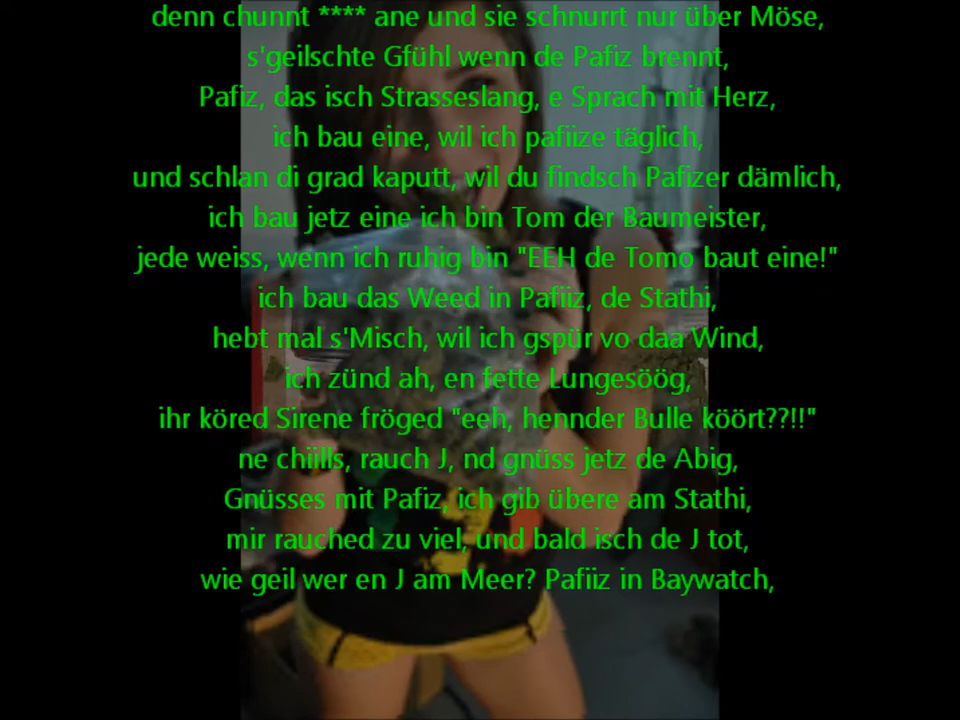 denn chunnt **** ane und sie schnurrt nur über Möse,
s'geilschte Gfühl wenn de Pafiz brennt,
Pafiz, das isch Strasseslang, e Sprach mit Herz,
ich bau eine, wil ich pafiize täglich,
und schlan di grad kaputt, wil du findsch Pafizer dämlich,
ich bau jetz eine ich bin Tom der Baumeister,
jede weiss, wenn ich ruhig bin "EEH de Tomo baut eine!"
ich bau das Weed in Pafiiz, de Stathi,
hebt mal s'Misch, wil ich gspür vo daa Wind,
ich zünd ah, en fette Lungesöög,
ihr köred Sirene fröged "eeh, hennder Bulle köört??!!"
ne chiills, rauch J, nd gnüss jetz de Abig,
Gnüsses mit Pafiz, ich gib übere am Stathi,
mir rauched zu viel, und bald isch de J tot,
wie geil wer en J am Meer? Pafiiz in Baywatch,